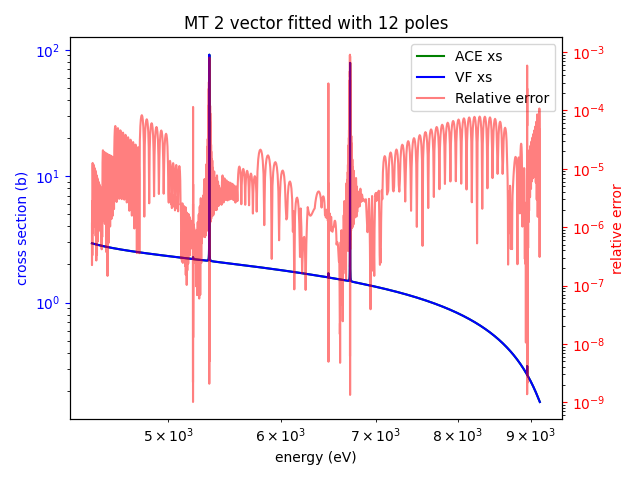 MT 2 vector fitted with 12 poles
ACE xs
VF xs
Relative error
cross section (b)
10²
10¹
10⁰
relative error
10⁻³
10⁻⁴
10⁻⁵
10⁻⁶
10⁻⁷
10⁻⁸
10⁻⁹
5 × 10³ 6 × 10³ 7 × 10³ 8 × 10³ 9 × 10³
energy (eV)